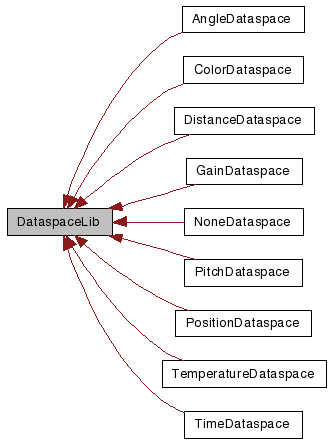 AngleDataspace
ColorDataspace
DistanceDataspace
GainDataspace
DataspaceLib
NoneDataspace
PitchDataspace
PositionDataspace
TemperatureDataspace
TimeDataspace